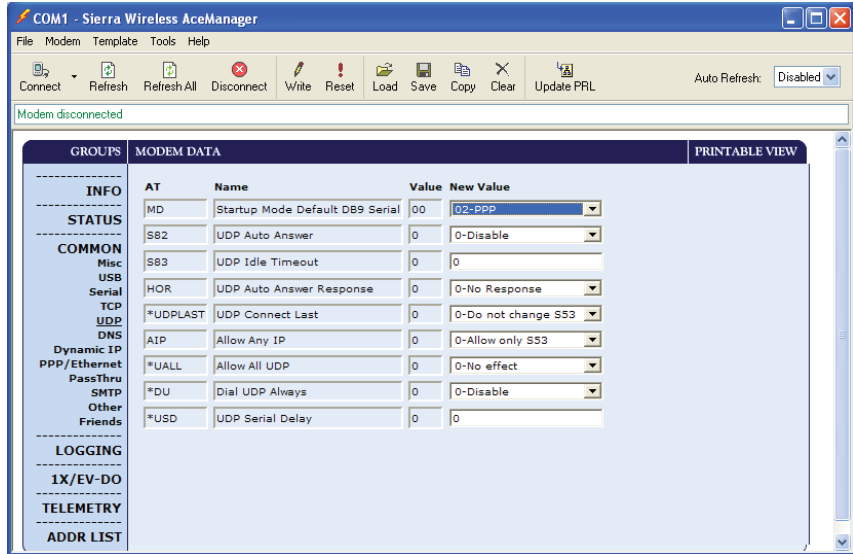 COM1 - Sierra Wireless AceManager
File Modem Template Tools Help
Connect Refresh Refresh All Disconnect Write Reset Load Save Copy Clear Update PRL Auto Refresh: Disabled
Modem disconnected
GROUPS MODEM DATA PRINTABLE VIEW
INFO
STATUS
COMMON
Misc
USB
Serial
TCP
UDP
DNS
Dynamic IP
PPP/Ethernet
PassThru
SMTP
Other
Friends
LOGGING
1X/EV-DO
TELEMETRY
ADDR LIST
AT Name Value New Value
MD Startup Mode Default DB9 Serial 00 02-PPP
S82 UDP Auto Answer 0 0-Disable
S83 UDP Idle Timeout 0 0
HOR UDP Auto Answer Response 0 0-No Response
*UDPLAST UDP Connect Last 0 0-Do not change S53
AIP Allow Any IP 0 0-Allow only S53
*UALL Allow All UDP 0 0-No effect
*DU Dial UDP Always 0 0-Disable
*USD UDP Serial Delay 0 0